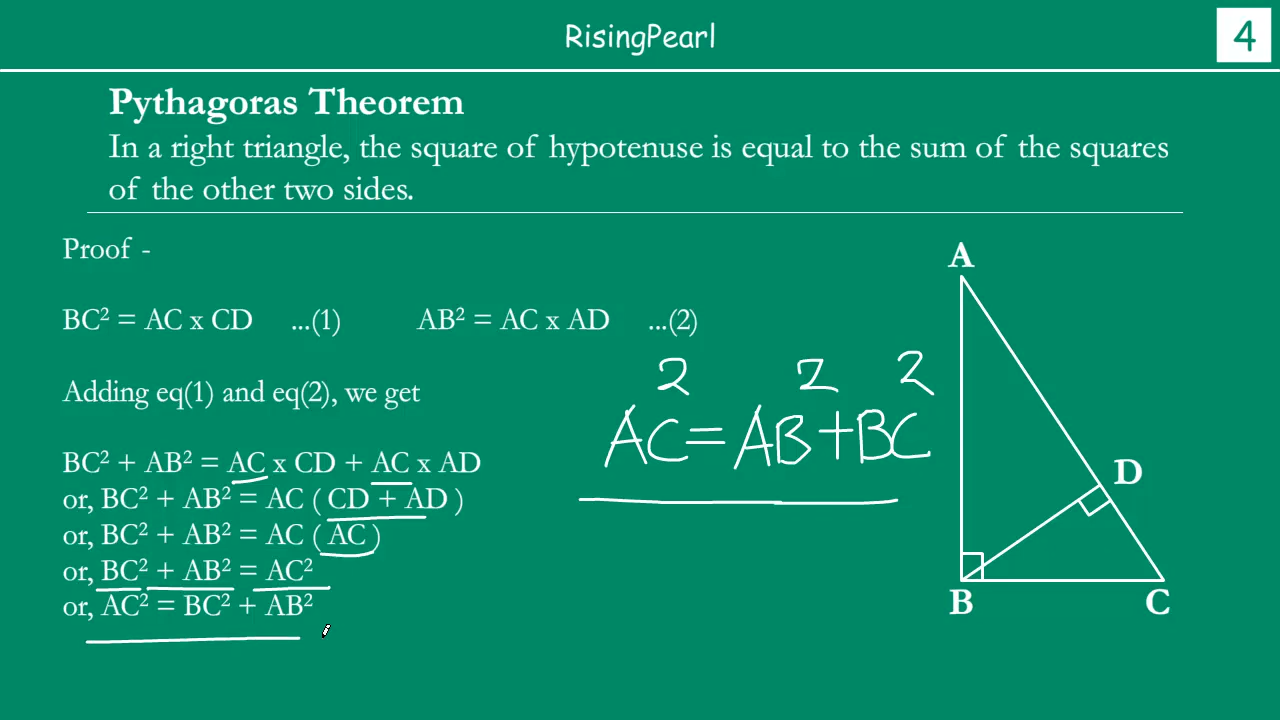 RisingPearl
4
Pythagoras Theorem
In a right triangle, the square of hypotenuse is equal to the sum of the squares
of the other two sides.
Proof -
BC² = AC x CD ...(1) AB² = AC x AD ...(2)
Adding eq(1) and eq(2), we get
BC² + AB² = AC x CD + AC x AD
or, BC² + AB² = AC ( CD + AD )
or, BC² + AB² = AC ( AC )
or, BC² + AB² = AC²
or, AC² = BC² + AB²
AC² = AB² + BC²
A
D
B
C